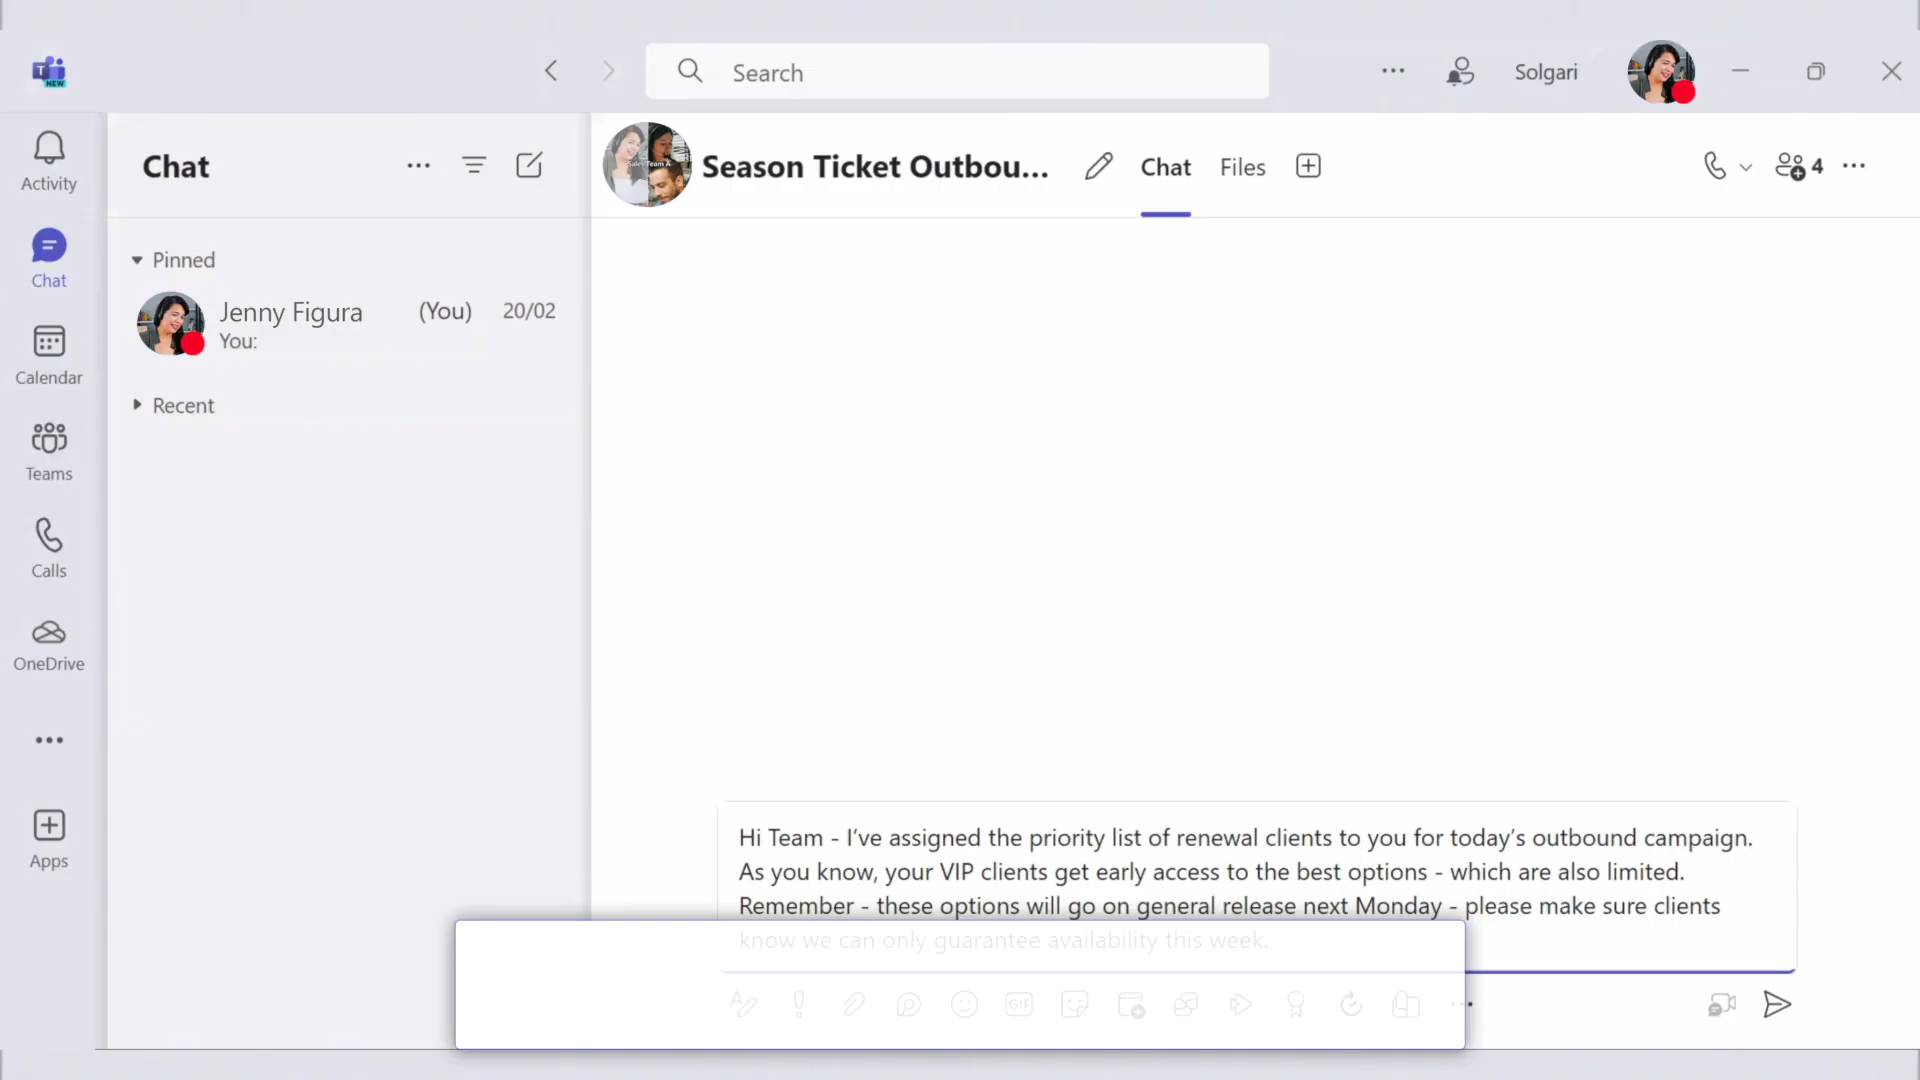 T
NEW
Search
Solgari
Activity
Chat
Calendar
Teams
Calls
OneDrive
Apps
Chat
Pinned
Jenny Figura (You) 20/02
You:
Recent
Sales Team A
Season Ticket Outbou...
Chat
Files
4
Hi Team - I’ve assigned the priority list of renewal clients to you for today’s outbound campaign.
As you know, your VIP clients get early access to the best options - which are also limited.
Remember - these options will go on general release next Monday - please make sure clients
know we can only guarantee availability this week.
GIF